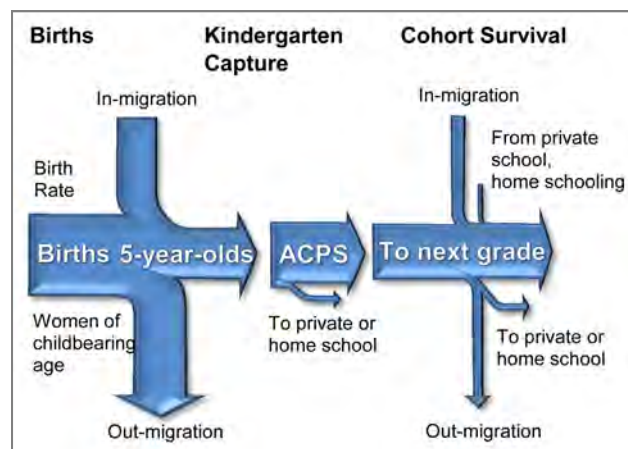 Births
Kindergarten
Capture
Cohort Survival
In-migration
Birth
Rate
Births 5-year-olds
Women of
childbearing
age
Out-migration
ACPS
To private or
home school
In-migration
From private
school,
home schooling
To next grade
To private or
home school
Out-migration